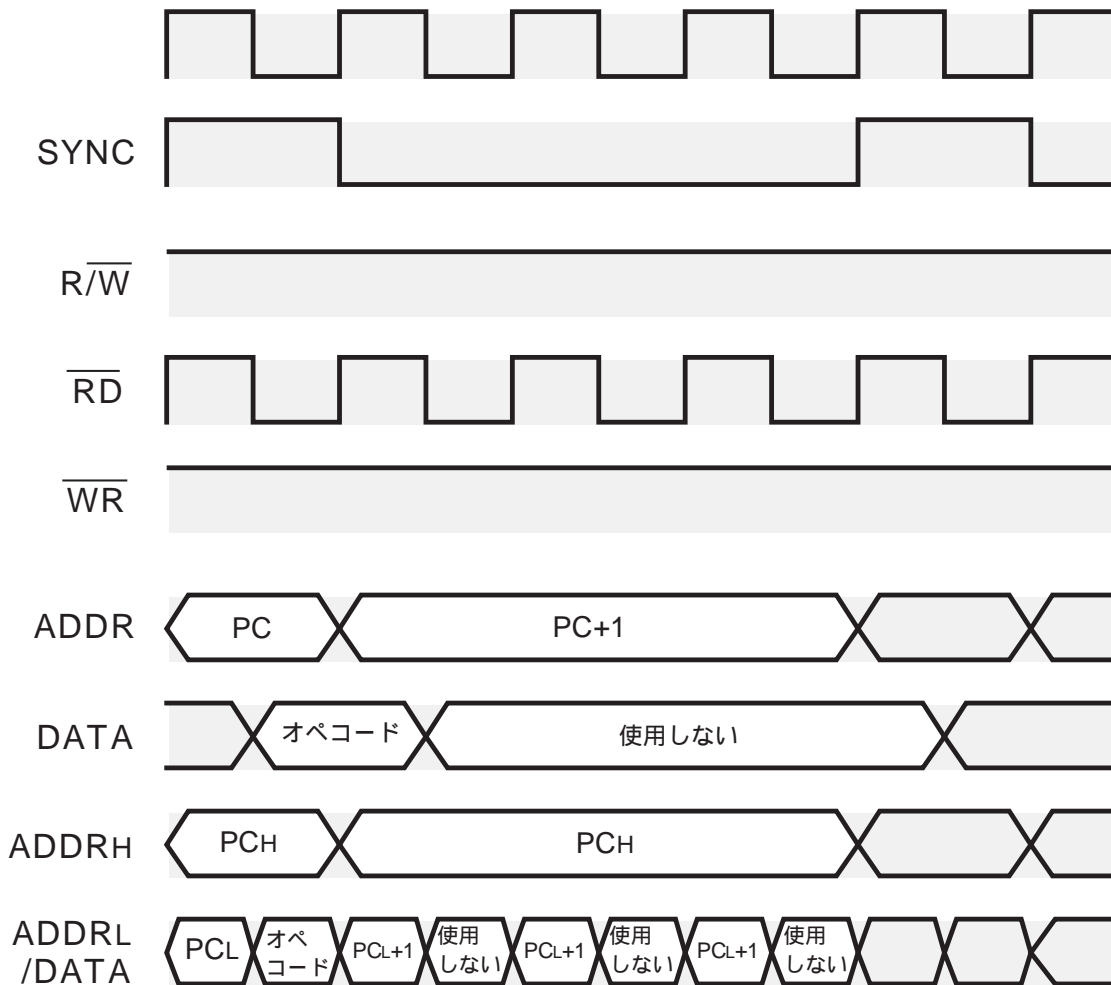 SYNC
R/W
RD
WR
ADDR PC PC+1
DATA オペコード 使用しない
ADDRH PCH PCH
ADDRL
/DATA
PCL
オペ
コード
PCL+1
使用
しない
PCL+1
使用
しない
PCL+1
使用
しない